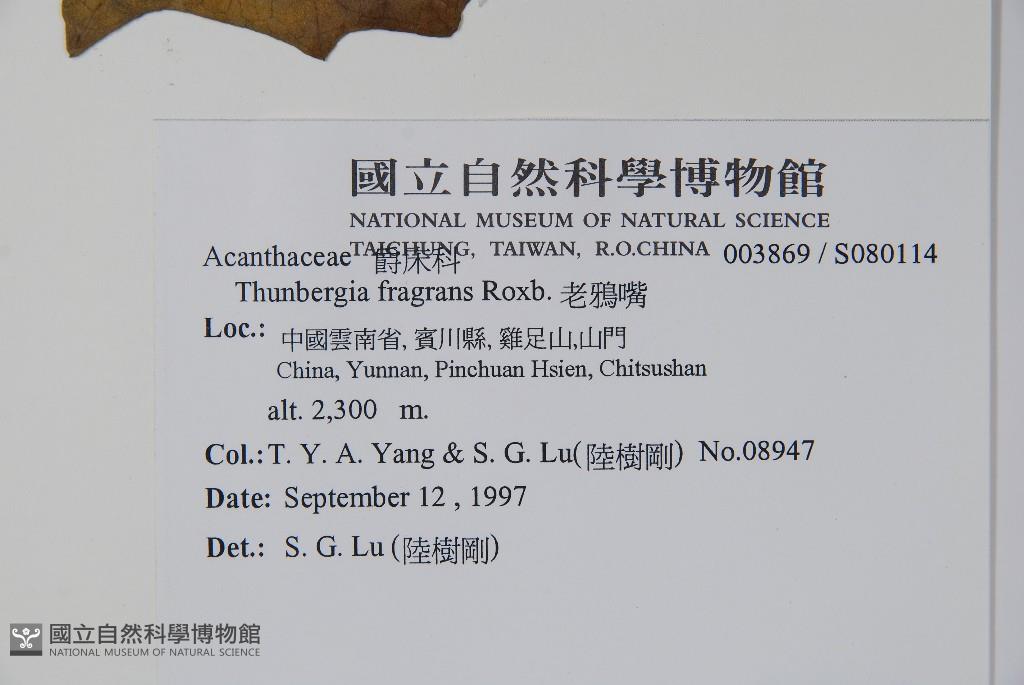 國立自然科學博物館
NATIONAL MUSEUM OF NATURAL SCIENCE
TAICHUNG, TAIWAN, R.O.CHINA
Acanthaceae 爵床科 003869 / S080114
Thunbergia fragrans Roxb. 老鴉嘴
Loc.: 中國雲南省, 賓川縣, 雞足山,山門
China, Yunnan, Pinchuan Hsien, Chitsushan
alt. 2,300 m.
Col.: T. Y. A. Yang & S. G. Lu(陸樹剛) No.08947
Date: September 12 , 1997
Det.: S. G. Lu (陸樹剛)
國立自然科學博物館
NATIONAL MUSEUM OF NATURAL SCIENCE